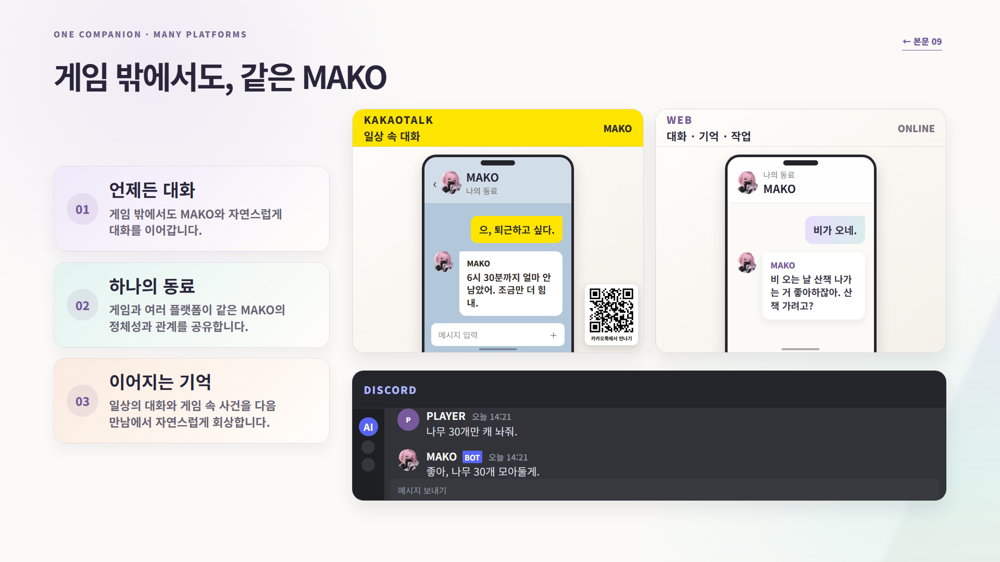 ONE COMPANION · MANY PLATFORMS
← 본문 09
게임 밖에서도, 같은 MAKO
01
언제든 대화
게임 밖에서도 MAKO와 자연스럽게
대화를 이어갑니다.
02
하나의 동료
게임과 여러 플랫폼이 같은 MAKO의
정체성과 관계를 공유합니다.
03
이어지는 기억
일상의 대화와 게임 속 사건을 다음
만남에서 자연스럽게 회상합니다.
KAKAOTALK
일상 속 대화
MAKO
‹
MAKO
나의 동료
으, 퇴근하고 싶다.
MAKO
6시 30분까지 얼마 안
남았어. 조금만 더 힘
내.
메시지 입력 +
카카오톡에서 만나기
WEB
대화 · 기억 · 작업
ONLINE
나의 동료
MAKO
비가 오네.
MAKO
비 오는 날 산책 나가
는 거 좋아하잖아. 산
책 가려고?
DISCORD
AI
P
PLAYER 오늘 14:21
나무 30개만 캐 놔줘.
MAKO BOT 오늘 14:21
좋아, 나무 30개 모아둘게.
메시지 보내기